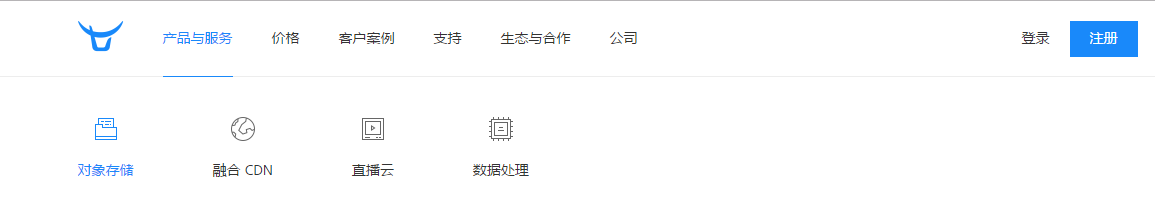 产品与服务 价格 客户案例 支持 生态与合作 公司 登录 注册
对象存储 融合 CDN 直播云 数据处理